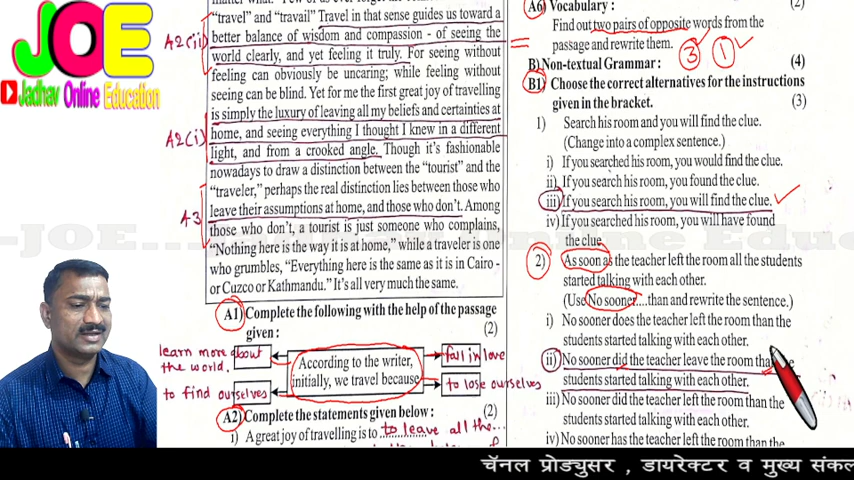 JOE
Jadhav Online Education
"travel" and "travail" Travel in that sense guides us toward a
better balance of wisdom and compassion - of seeing the
world clearly, and yet feeling it truly. For seeing without
feeling can obviously be uncaring; while feeling without
seeing can be blind. Yet for me the first great joy of travelling
is simply the luxury of leaving all my beliefs and certainties at
home, and seeing everything I thought I knew in a different
light, and from a crooked angle. Though it's fashionable
nowadays to draw a distinction between the "tourist" and the
"traveler," perhaps the real distinction lies between those who
leave their assumptions at home, and those who don't. Among
those who don't, a tourist is just someone who complains,
"Nothing here is the way it is at home," while a traveler is one
who grumbles, "Everything here is the same as it is in Cairo -
or Cuzco or Kathmandu." It's all very much the same.
A2(ii)
A2(i)
A3
A1) Complete the following with the help of the passage
given : (2)
learn more about
the world.
to find ourselves
According to the writer,
initially, we travel because
fall in love
to lose ourselves
A2) Complete the statements given below : (2)
i) A great joy of travelling is to leave all the...
A6) Vocabulary : (2)
Find out two pairs of opposite words from the
passage and rewrite them.
3 1
B) Non-textual Grammar : (4)
B1) Choose the correct alternatives for the instructions
given in the bracket. (3)
1) Search his room and you will find the clue.
(Change into a complex sentence.)
i) If you searched his room, you would find the clue.
ii) If you search his room, you found the clue.
iii) If you search his room, you will find the clue.
iv) If you searched his room, you will have found
the clue
2) As soon as the teacher left the room all the students
started talking with each other.
(Use No sooner....than and rewrite the sentence.)
i) No sooner does the teacher left the room than the
students started talking with each other.
ii) No sooner did the teacher leave the room than the
students started talking with each other.
iii) No sooner did the teacher left the room than the
students started talking with each other.
iv) No sooner has the teacher left the room than the
चॅनल प्रोड्युसर , डायरेक्टर व मुख्य संकल